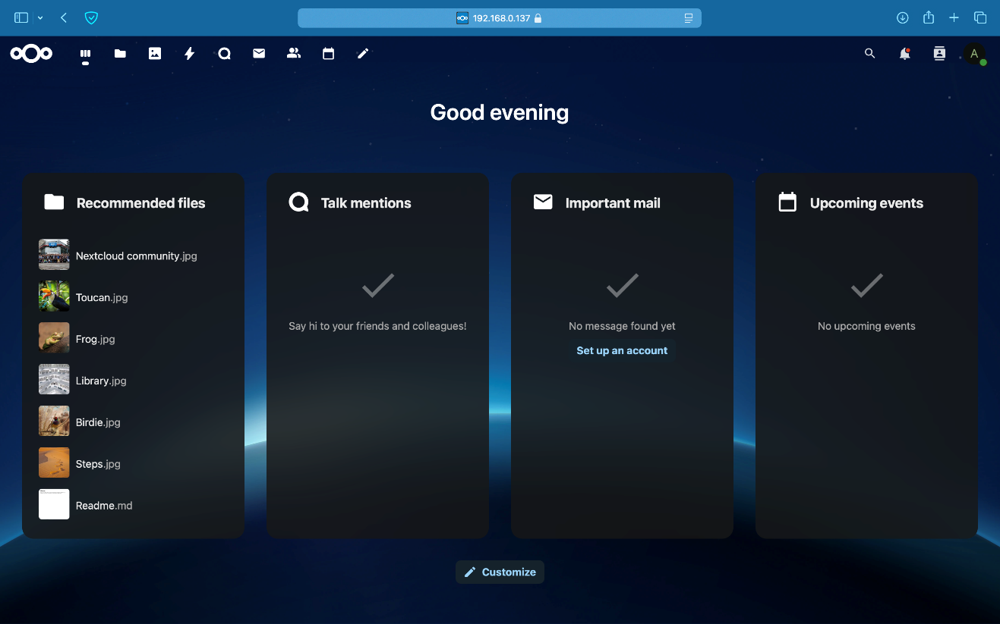 192.168.0.137
A
Good evening
Recommended files
Nextcloud community.jpg
Toucan.jpg
Frog.jpg
Library.jpg
Birdie.jpg
Steps.jpg
Readme.md
Talk mentions
Say hi to your friends and colleagues!
Important mail
No message found yet
Set up an account
Upcoming events
No upcoming events
Customize